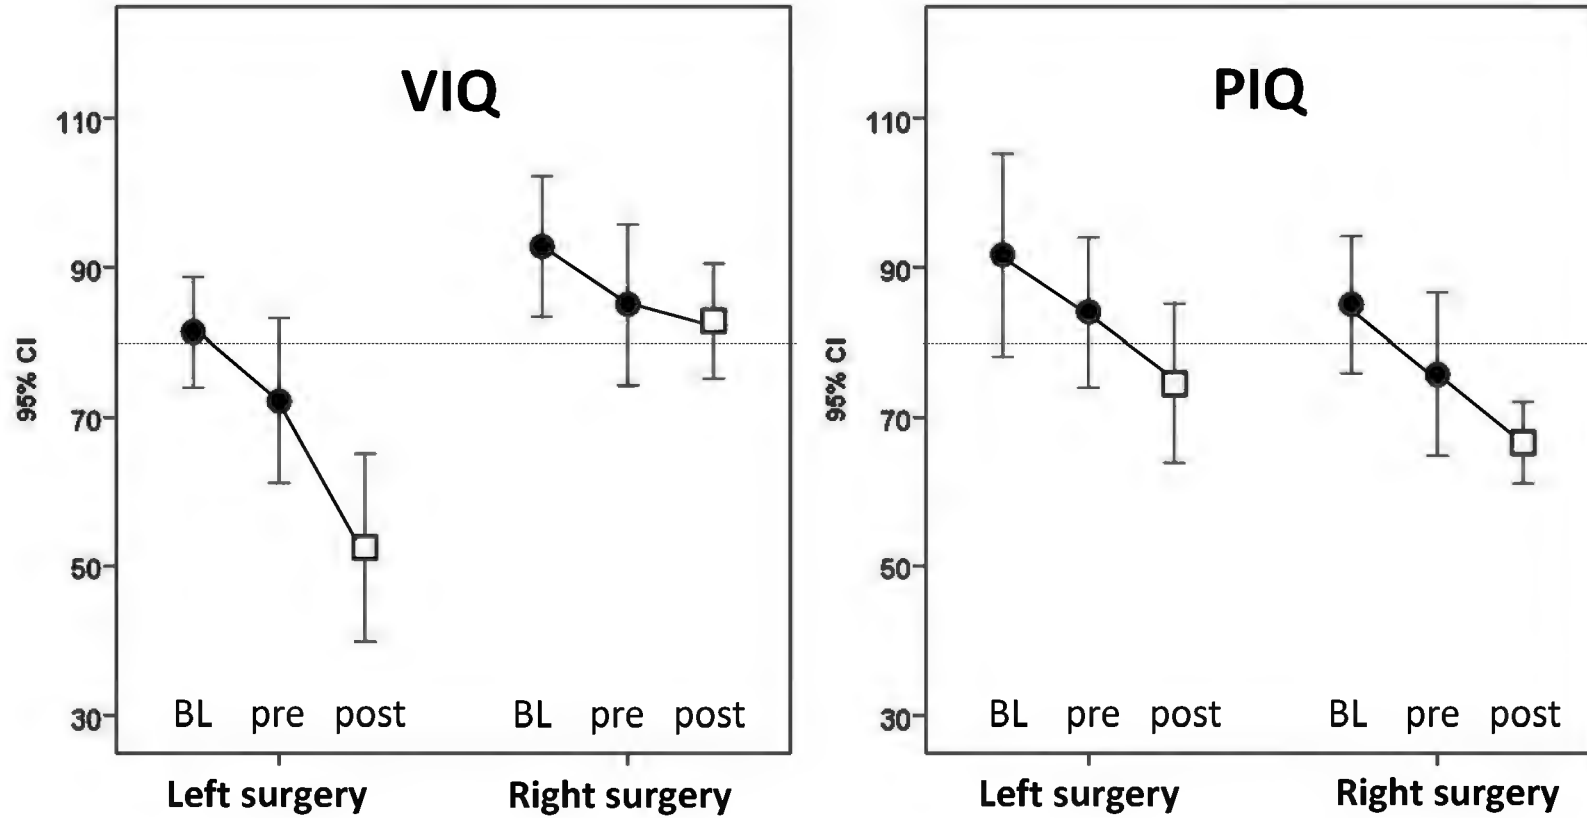 VIQ
110
90
70
50
30
95% CI
BL pre post BL pre post
Left surgery Right surgery
PIQ
110
90
70
50
30
95% CI
BL pre post BL pre post
Left surgery Right surgery